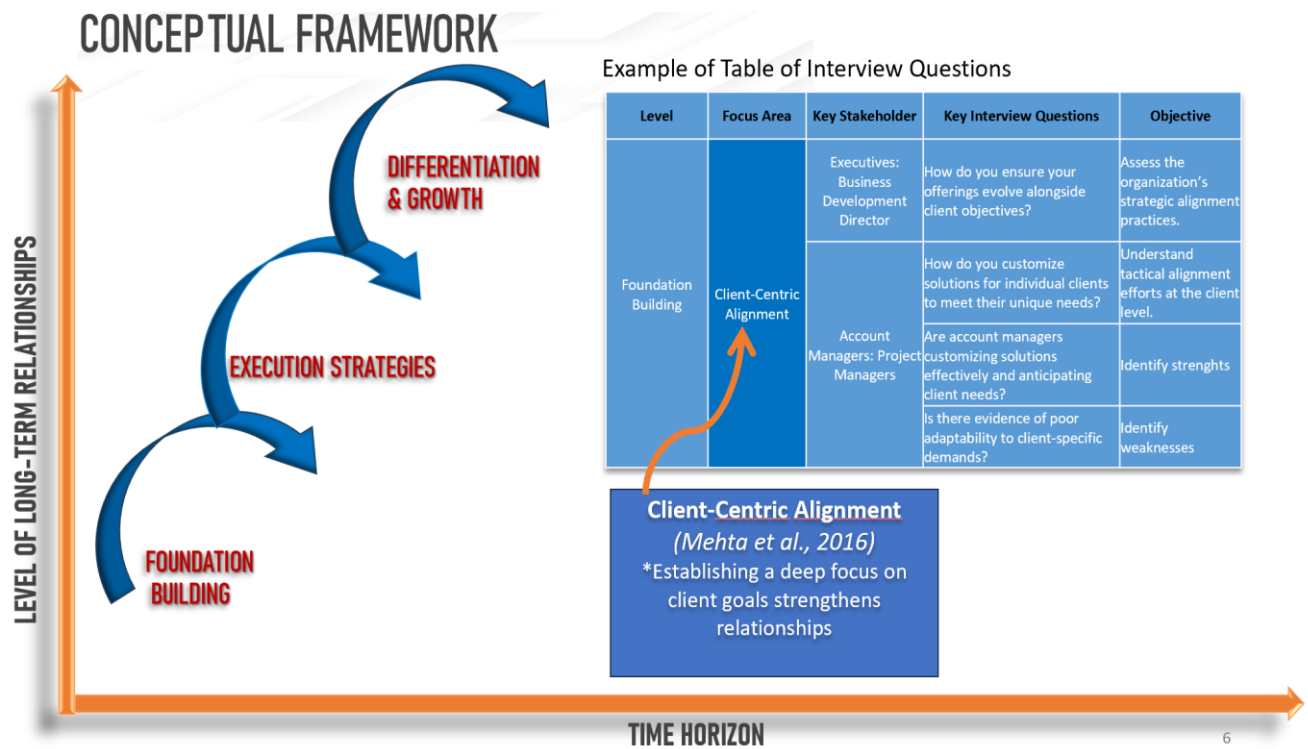 CONCEPTUAL FRAMEWORK
LEVEL OF LONG-TERM RELATIONSHIPS
DIFFERENTIATION
& GROWTH
EXECUTION STRATEGIES
FOUNDATION
BUILDING
Example of Table of Interview Questions
Level
Focus Area
Key Stakeholder
Key Interview Questions
Objective
Foundation
Building
Client-Centric
Alignment
Executives:
Business
Development
Director
How do you ensure your
offerings evolve alongside
client objectives?
Assess the
organization’s
strategic alignment
practices.
Account
Managers: Project
Managers
How do you customize
solutions for individual clients
to meet their unique needs?
Understand
tactical alignment
efforts at the client
level.
Are account managers
customizing solutions
effectively and anticipating
client needs?
Identify strenghts
Is there evidence of poor
adaptability to client-specific
demands?
Identify
weaknesses
Client-Centric Alignment
(Mehta et al., 2016)
*Establishing a deep focus on
client goals strengthens
relationships
TIME HORIZON
6